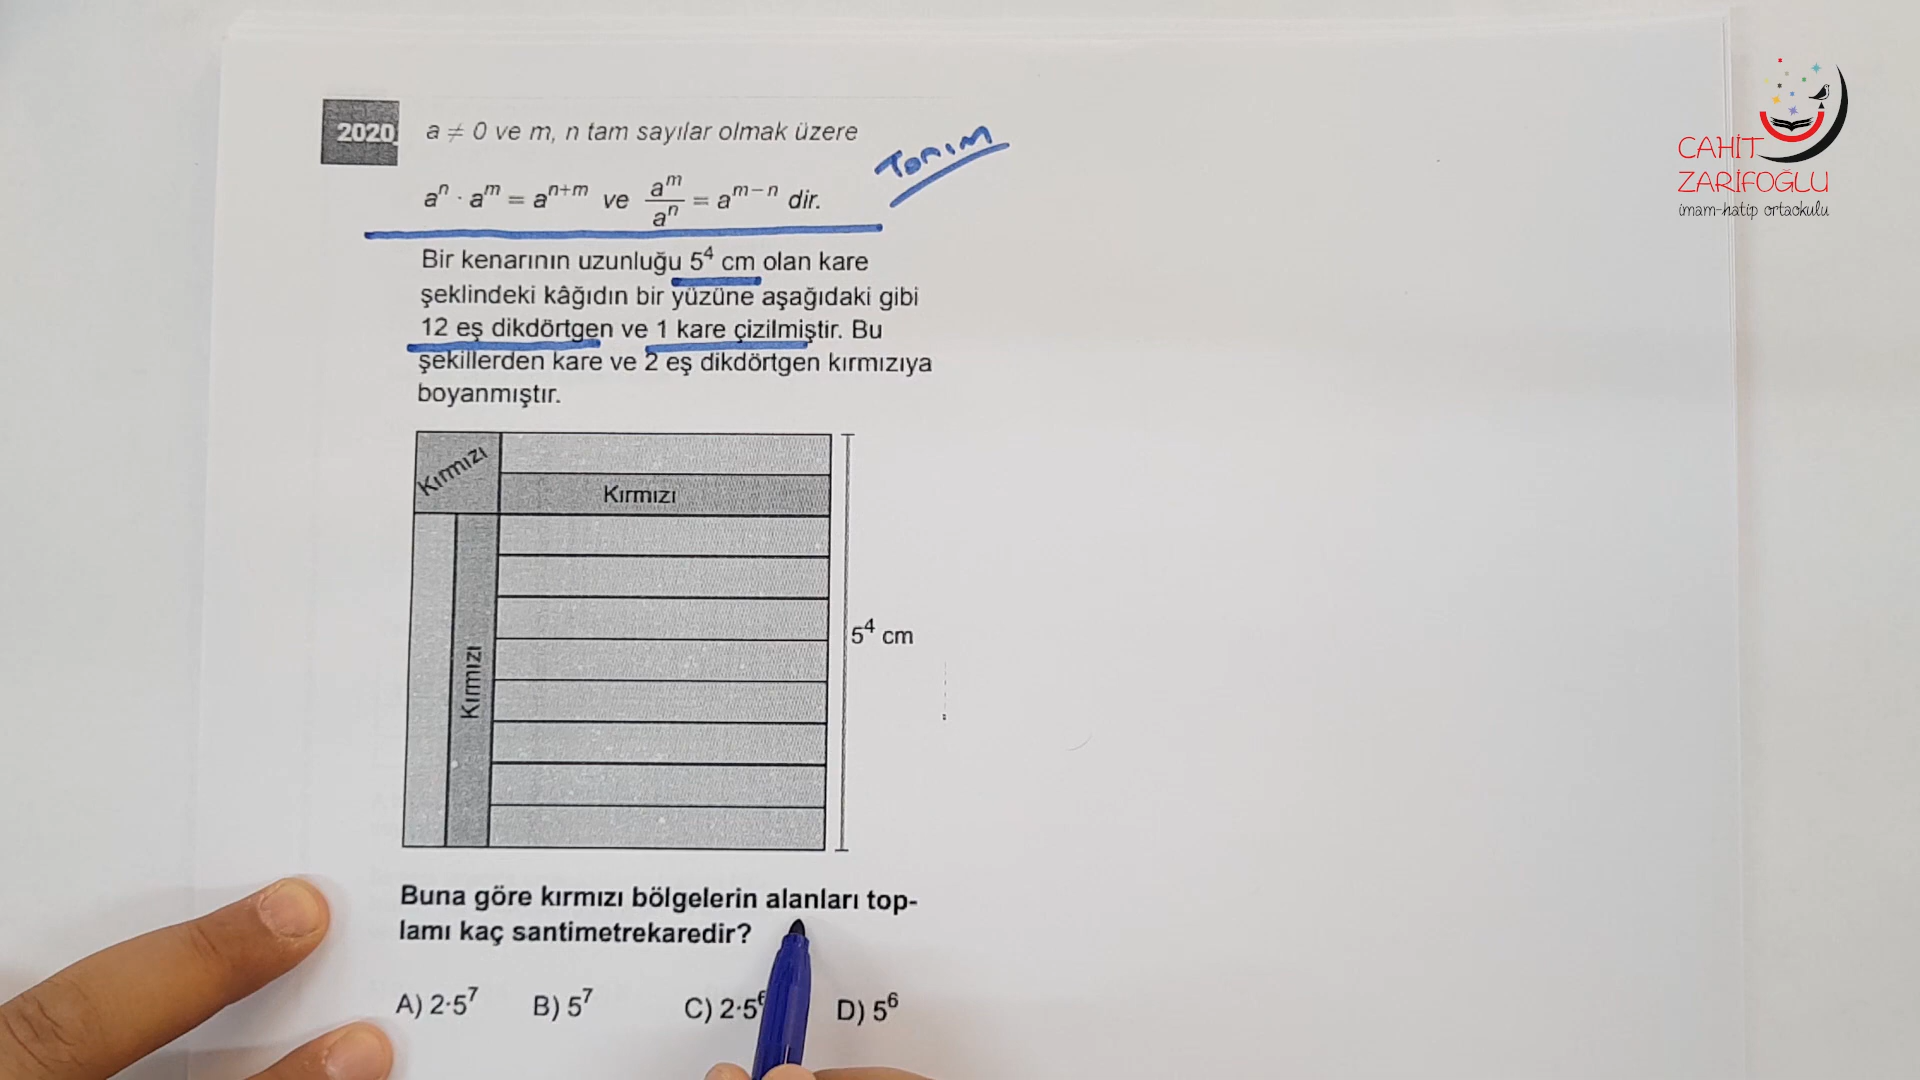 CAHİT
ZARİFOĞLU
imam-hatip ortaokulu
2020 a ≠ 0 ve m, n tam sayılar olmak üzere
Tanım
aⁿ · aᵐ = aⁿ⁺ᵐ ve aᵐ/aⁿ = aᵐ⁻ⁿ dir.
Bir kenarının uzunluğu 5⁴ cm olan kare
şeklindeki kâğıdın bir yüzüne aşağıdaki gibi
12 eş dikdörtgen ve 1 kare çizilmiştir. Bu
şekillerden kare ve 2 eş dikdörtgen kırmızıya
boyanmıştır.
Kırmızı
Kırmızı
Kırmızı
5⁴ cm
Buna göre kırmızı bölgelerin alanları top-
lamı kaç santimetrekaredir?
A) 2·5⁷ B) 5⁷ C) 2·5⁶ D) 5⁶